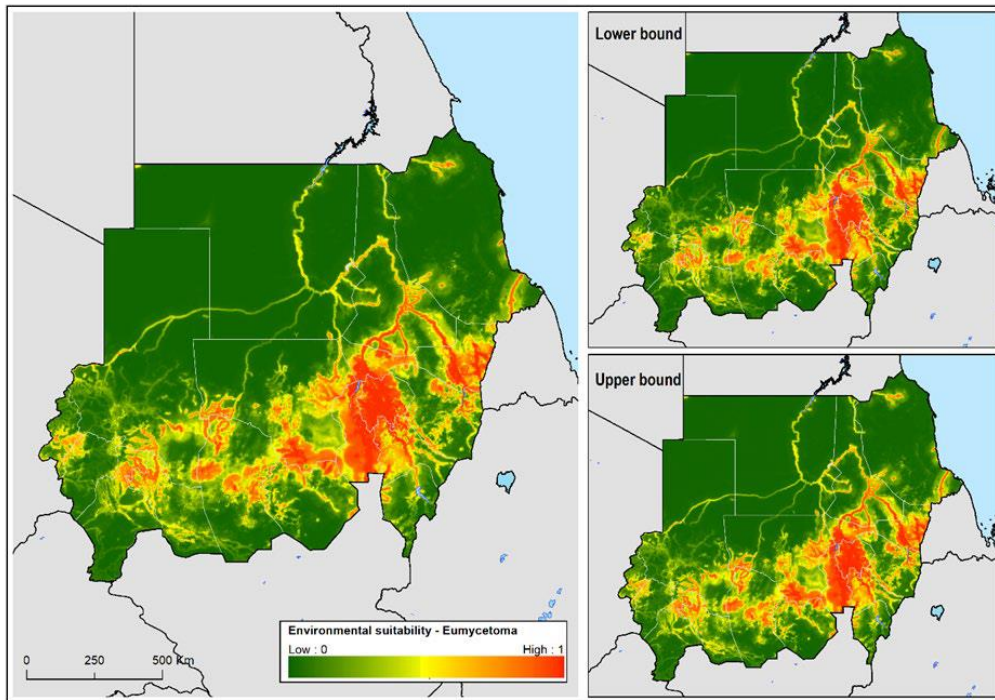 Lower bound
Upper bound
Environmental suitability - Eumycetoma
Low : 0 High : 1
0 250 500 Km